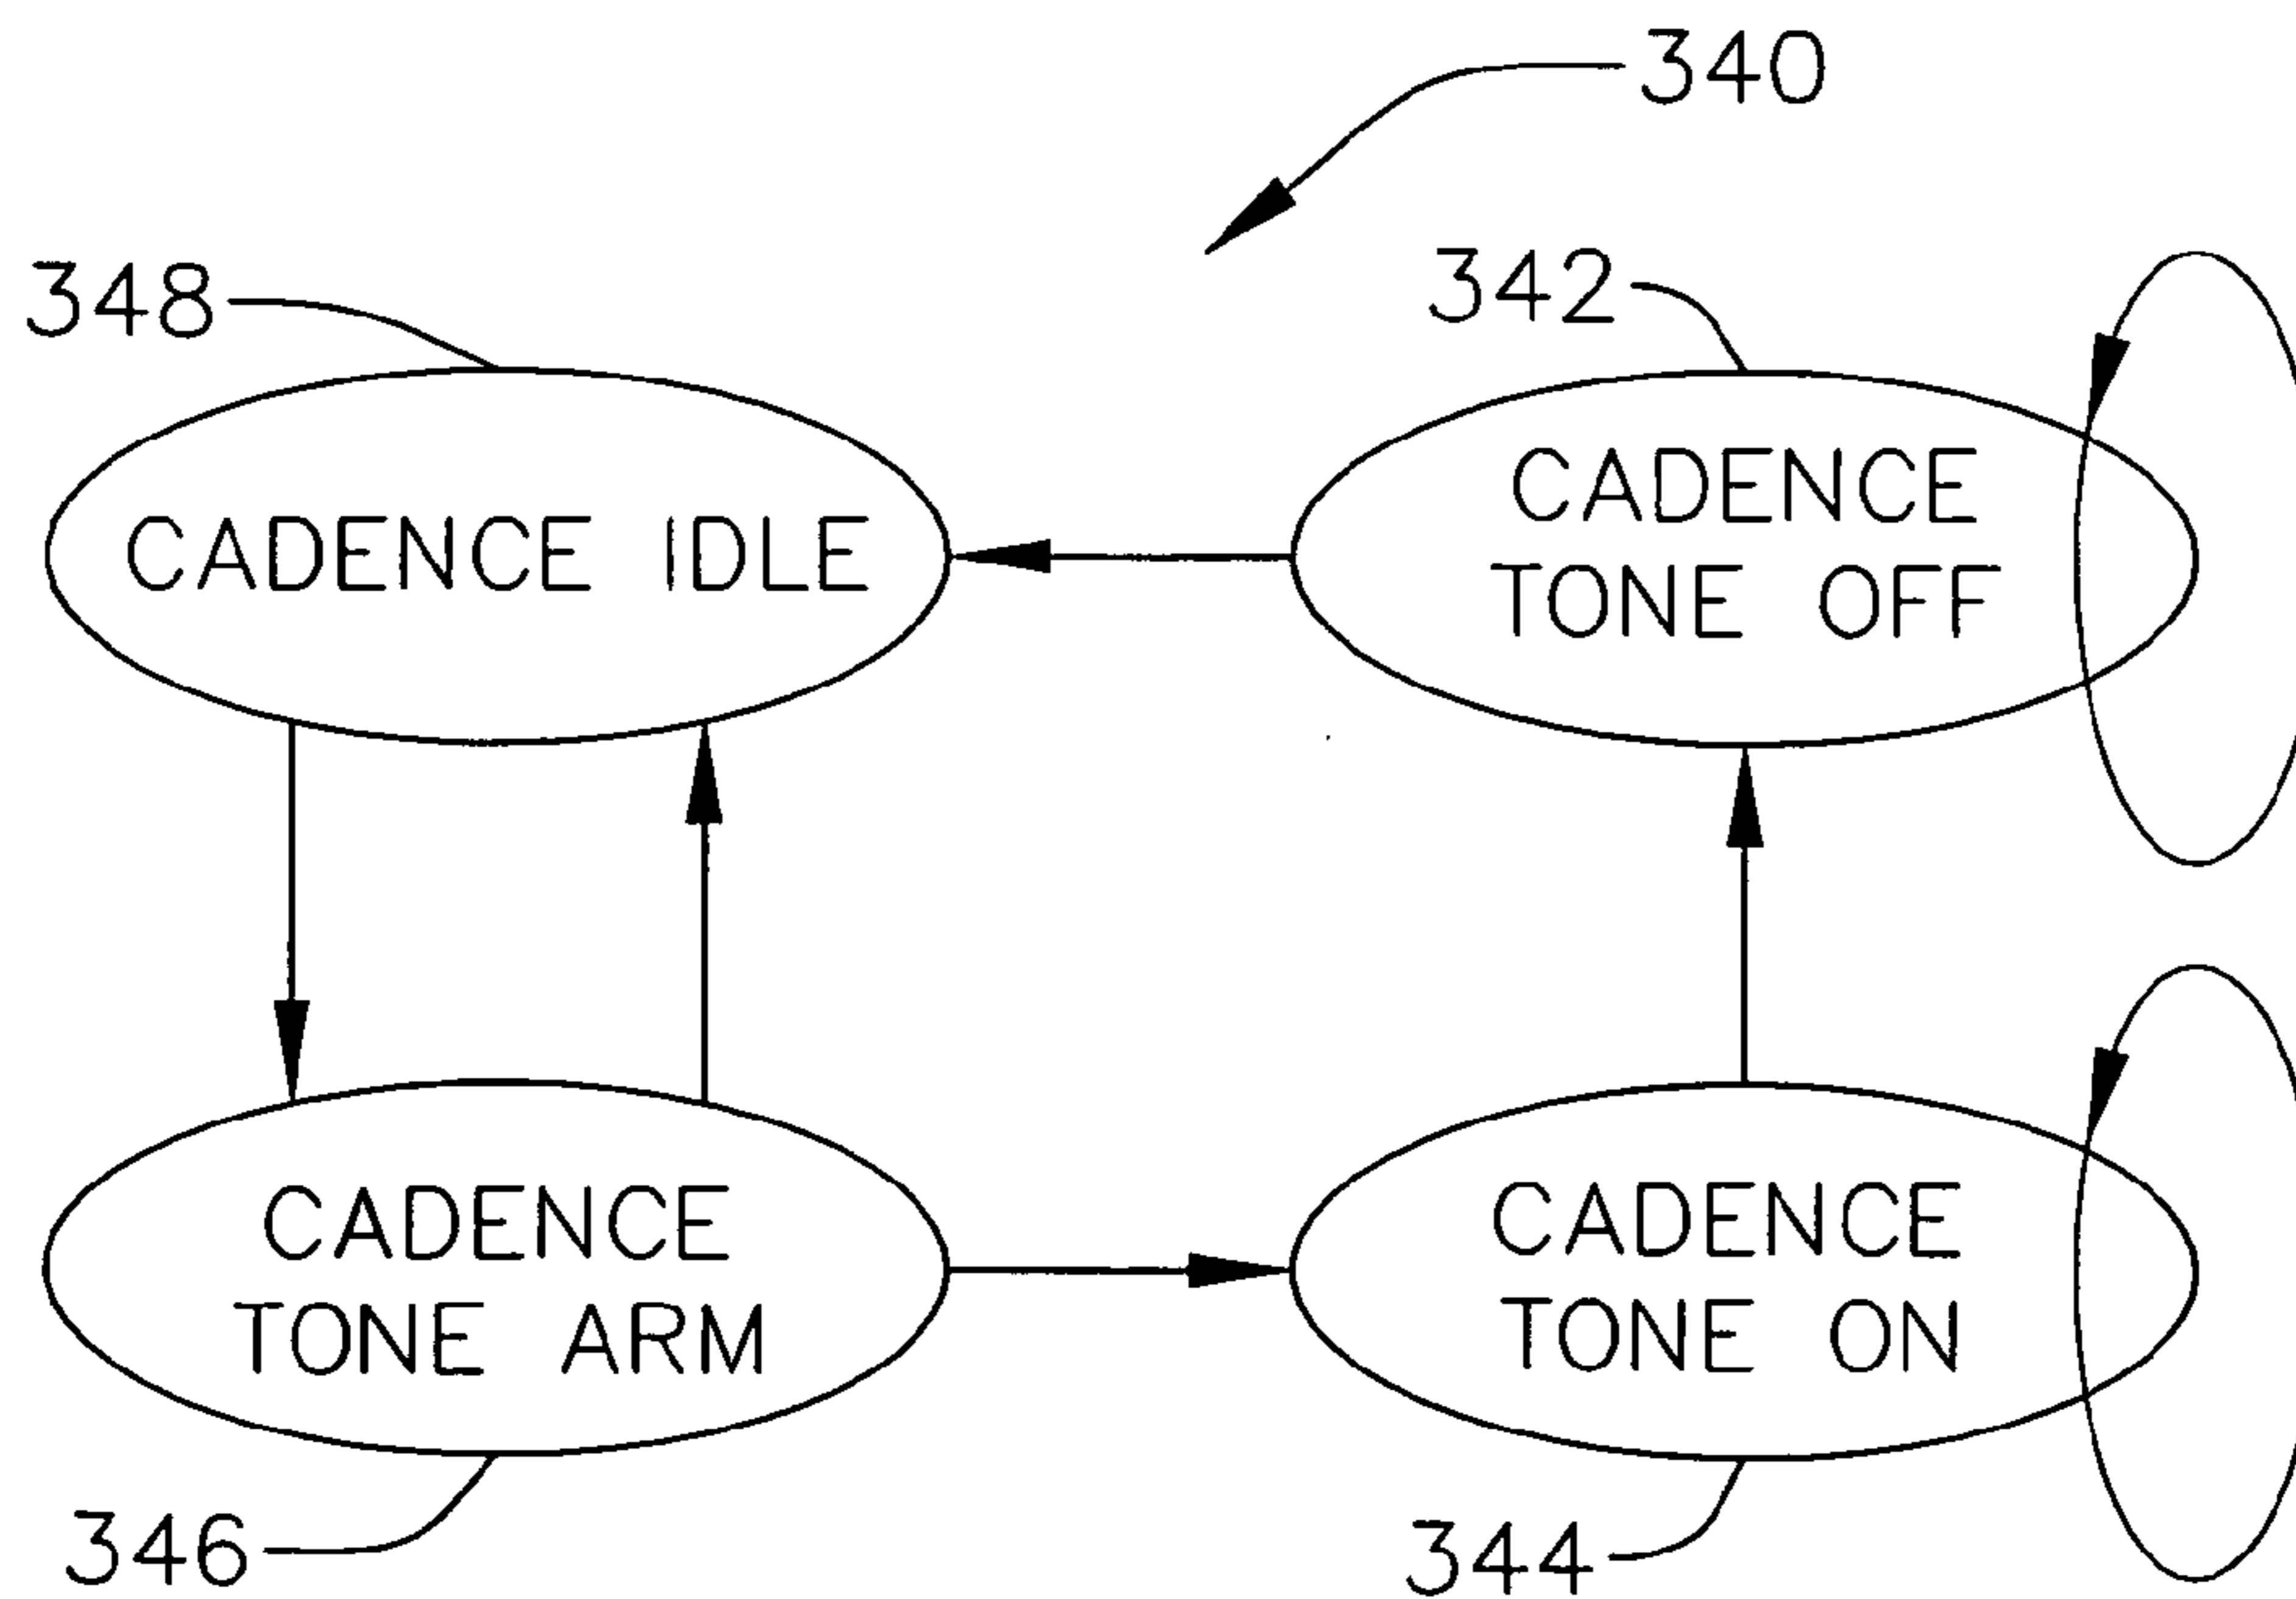 340
348
342
CADENCE IDLE
CADENCE
TONE OFF
CADENCE
TONE ARM
CADENCE
TONE ON
346
344